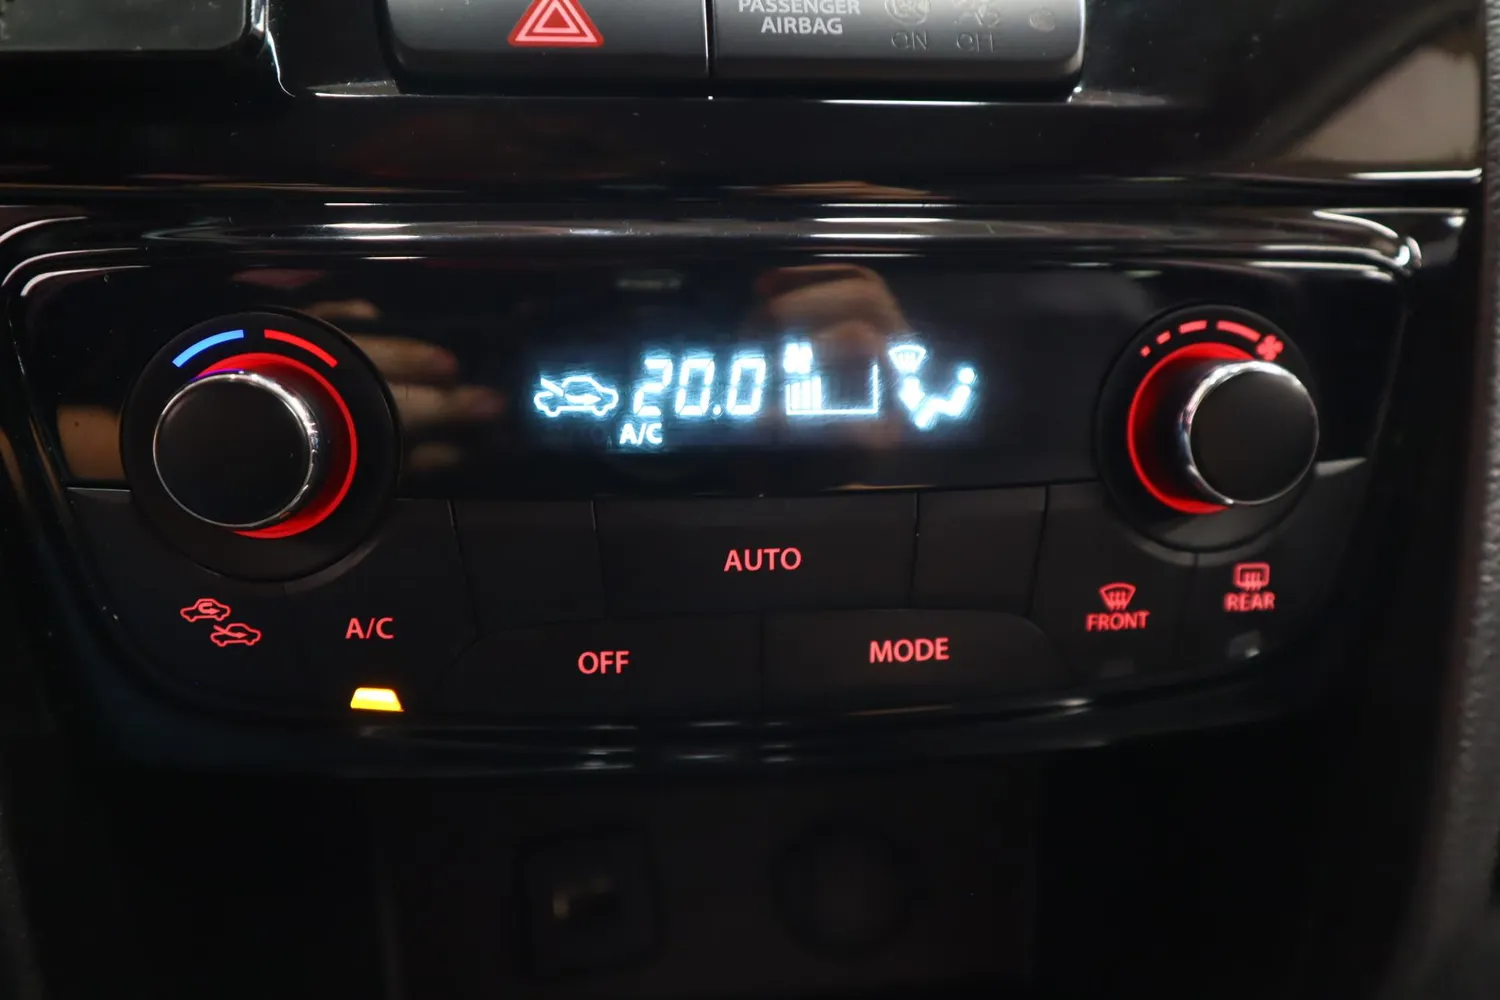 PASSENGER
AIRBAG
ON OFF
20.0
A/C
AUTO
A/C
OFF
MODE
FRONT
REAR